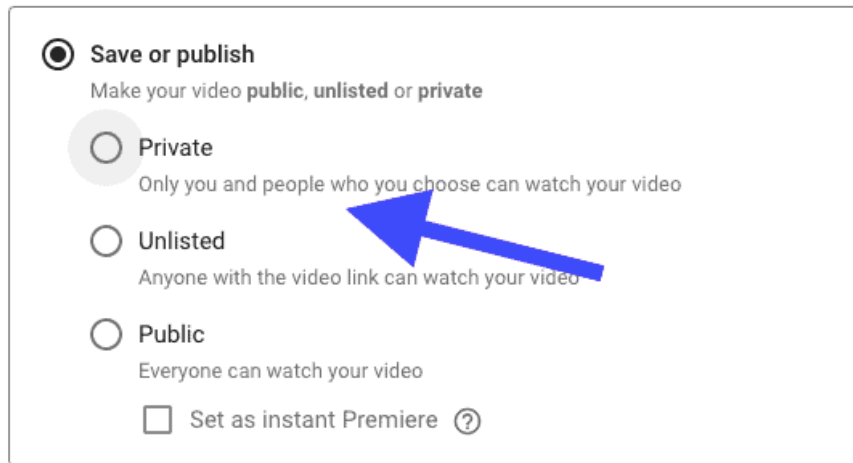 Save or publish
Make your video public, unlisted or private
Private
Only you and people who you choose can watch your video
Unlisted
Anyone with the video link can watch your video
Public
Everyone can watch your video
Set as instant Premiere ?